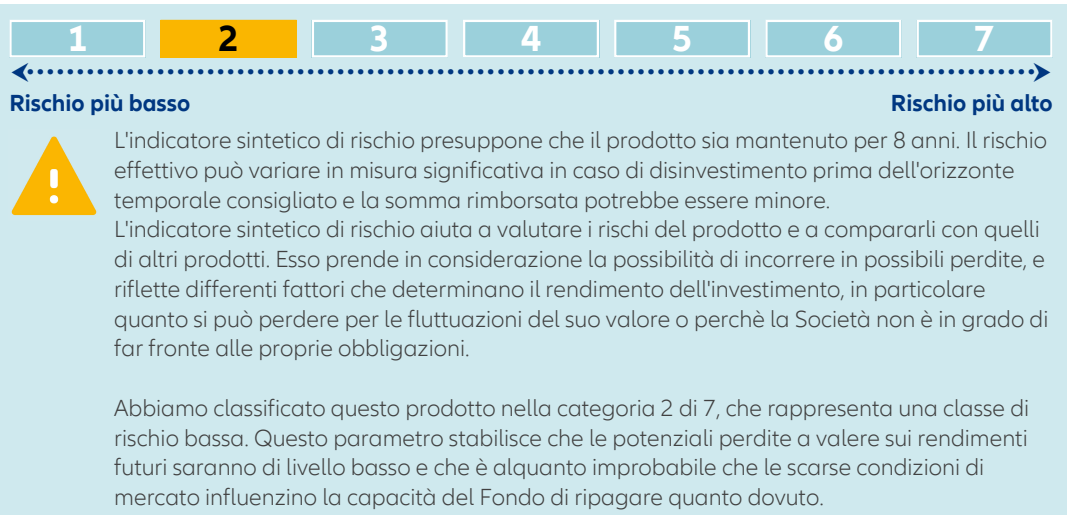 1 2 3 4 5 6 7
Rischio più basso Rischio più alto
L'indicatore sintetico di rischio presuppone che il prodotto sia mantenuto per 8 anni. Il rischio
effettivo può variare in misura significativa in caso di disinvestimento prima dell'orizzonte
temporale consigliato e la somma rimborsata potrebbe essere minore.
L'indicatore sintetico di rischio aiuta a valutare i rischi del prodotto e a compararli con quelli
di altri prodotti. Esso prende in considerazione la possibilità di incorrere in possibili perdite, e
riflette differenti fattori che determinano il rendimento dell'investimento, in particolare
quanto si può perdere per le fluttuazioni del suo valore o perchè la Società non è in grado di
far fronte alle proprie obbligazioni.
Abbiamo classificato questo prodotto nella categoria 2 di 7, che rappresenta una classe di
rischio bassa. Questo parametro stabilisce che le potenziali perdite a valere sui rendimenti
futuri saranno di livello basso e che è alquanto improbabile che le scarse condizioni di
mercato influenzino la capacità del Fondo di ripagare quanto dovuto.